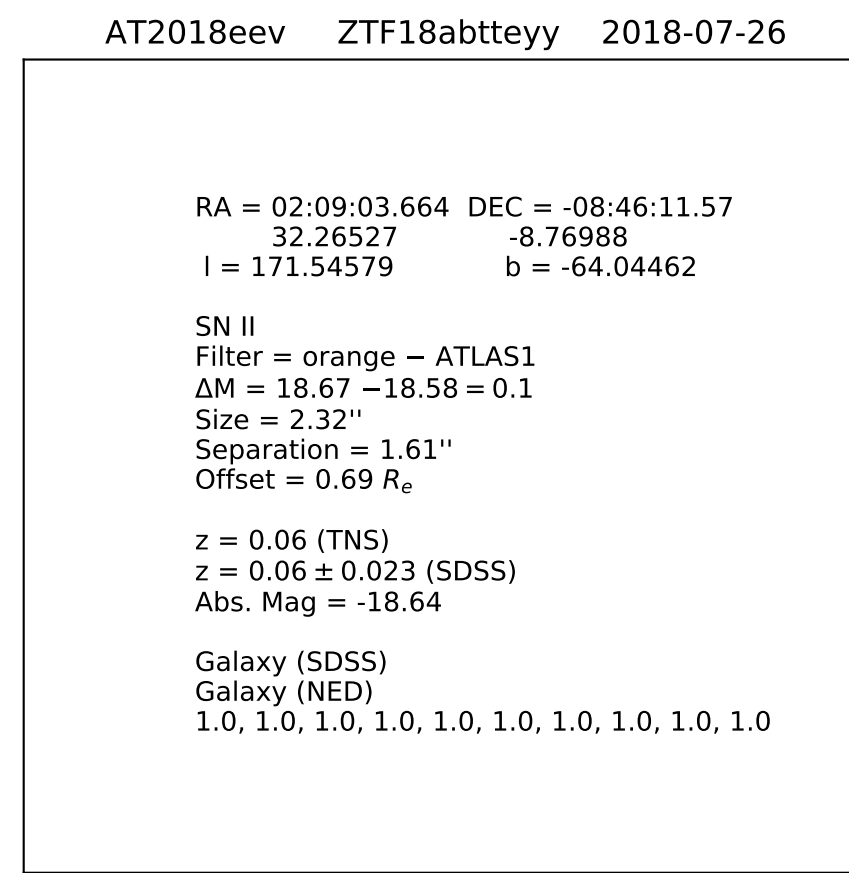 AT2018eev ZTF18abtteyy 2018-07-26
RA = 02:09:03.664 DEC = -08:46:11.57
32.26527 -8.76988
l = 171.54579 b = -64.04462
SN II
Filter = orange − ATLAS1
ΔM = 18.67 −18.58 = 0.1
Size = 2.32''
Separation = 1.61''
Offset = 0.69 Rₑ
z = 0.06 (TNS)
z = 0.06 ± 0.023 (SDSS)
Abs. Mag = -18.64
Galaxy (SDSS)
Galaxy (NED)
1.0, 1.0, 1.0, 1.0, 1.0, 1.0, 1.0, 1.0, 1.0, 1.0